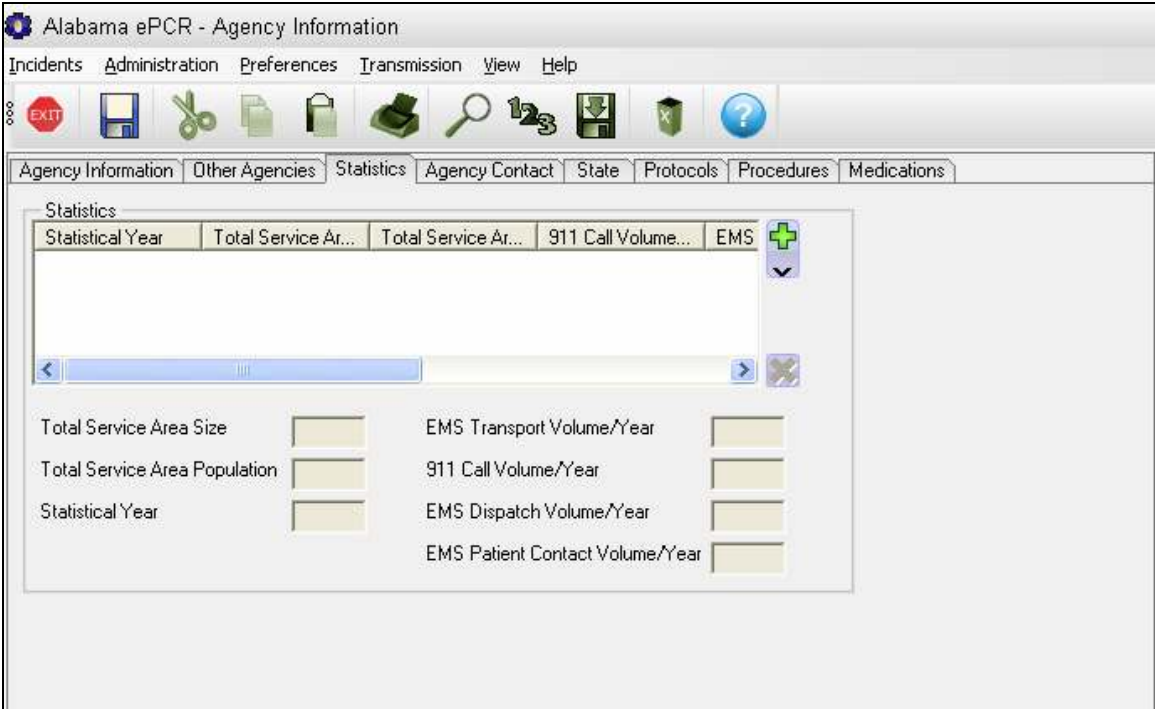 Alabama ePCR - Agency Information
Incidents Administration Preferences Transmission View Help
EXIT 123 X ?
Agency Information Other Agencies Statistics Agency Contact State Protocols Procedures Medications
Statistics
Statistical Year Total Service Ar... Total Service Ar... 911 Call Volume... EMS
Total Service Area Size EMS Transport Volume/Year
Total Service Area Population 911 Call Volume/Year
Statistical Year EMS Dispatch Volume/Year
EMS Patient Contact Volume/Year